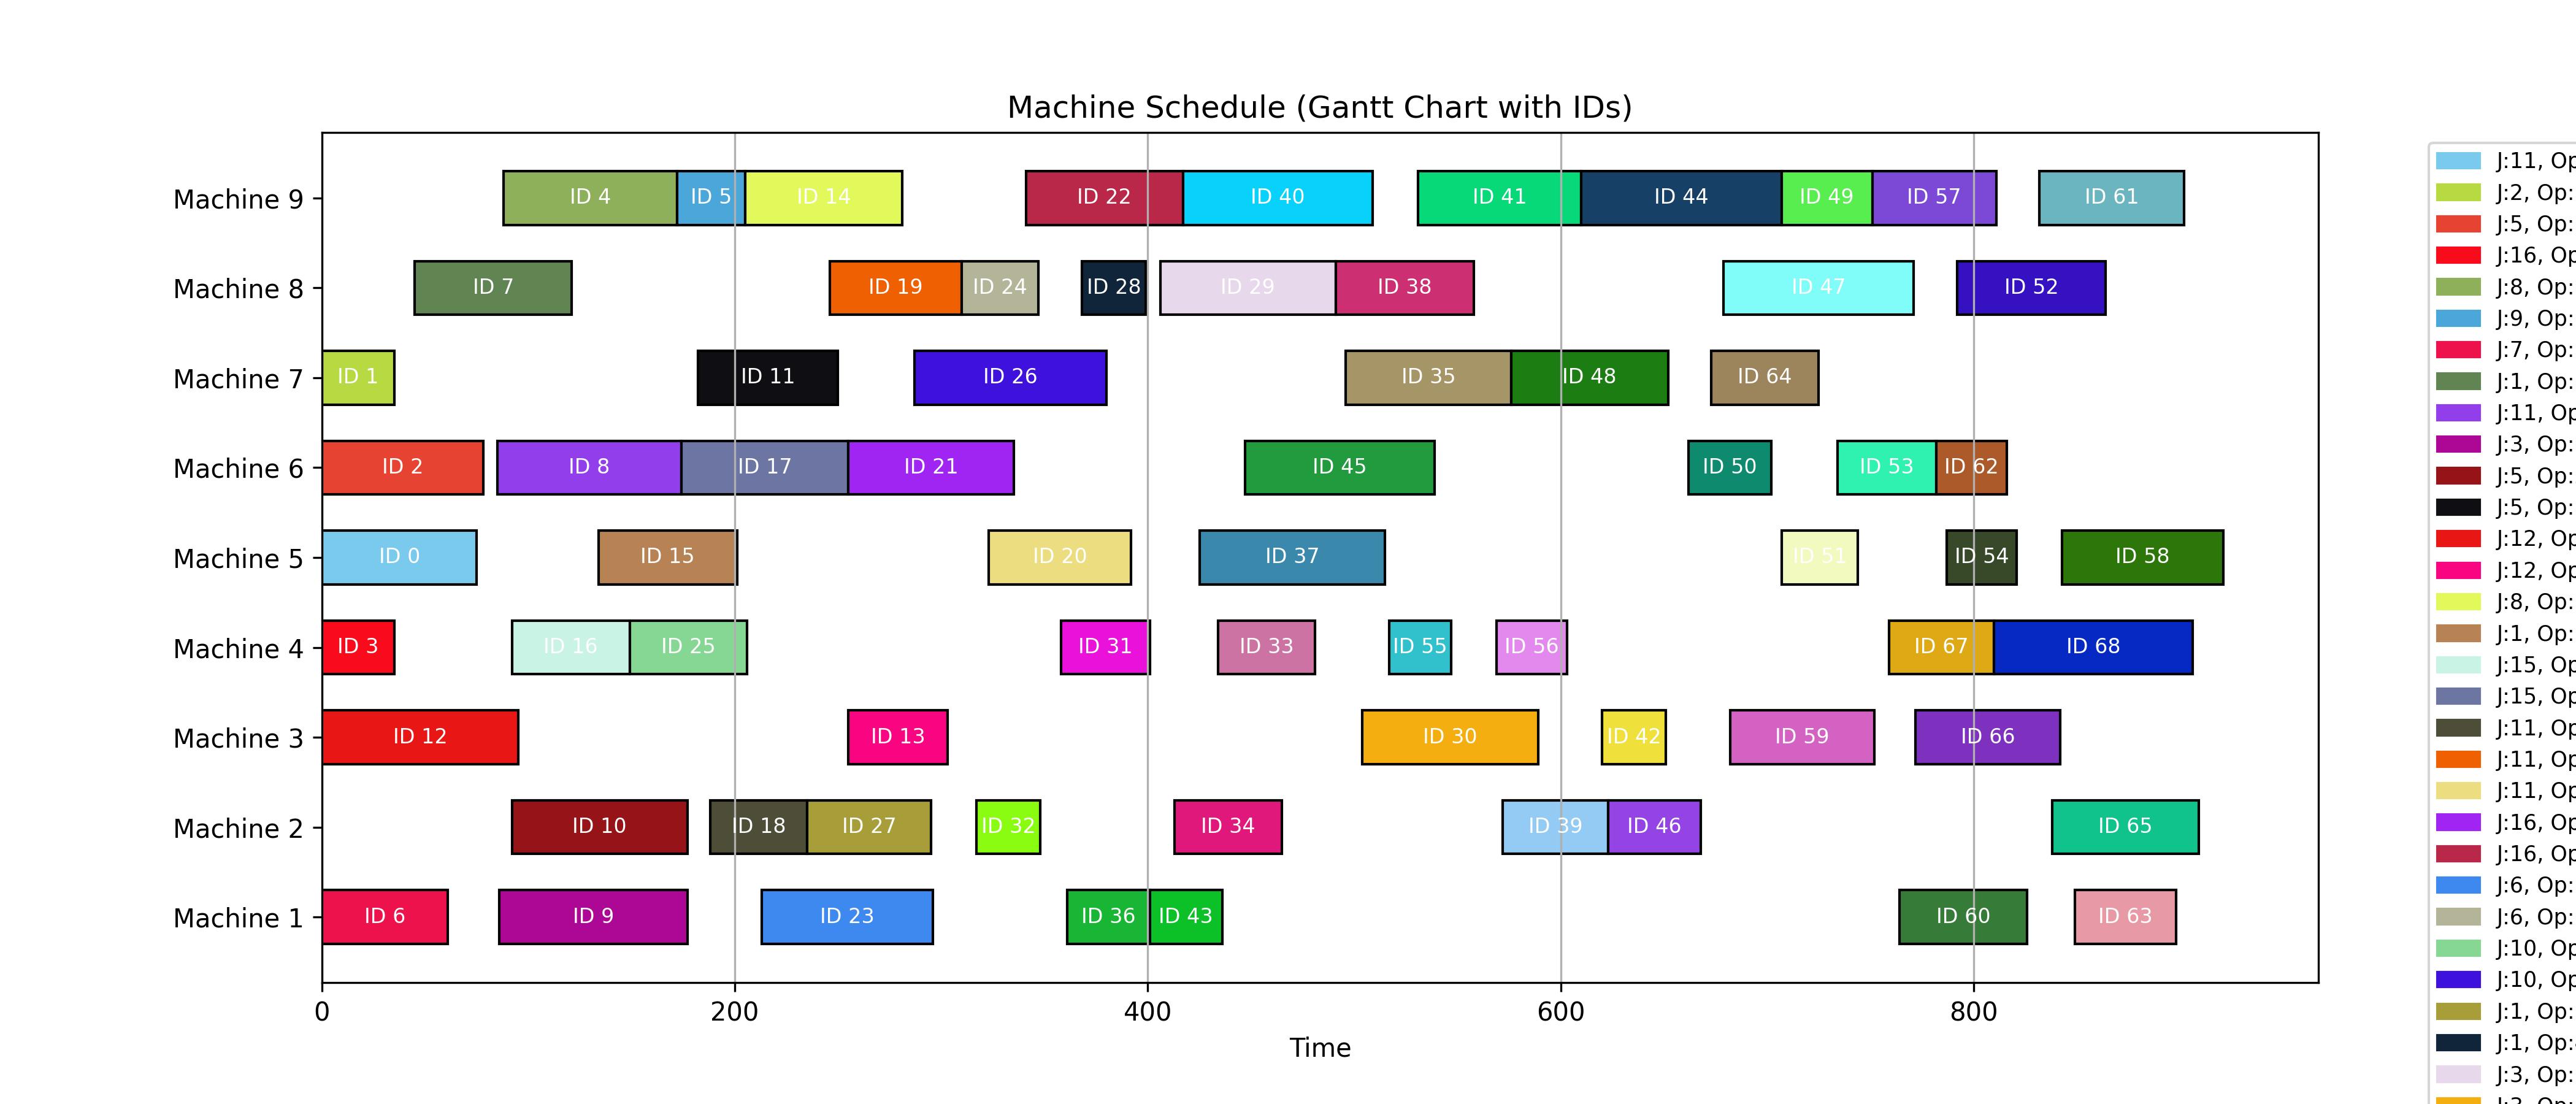 Machine Schedule (Gantt Chart with IDs)
Machine 9
ID 4 ID 5 ID 14 ID 22 ID 40 ID 41 ID 44 ID 49 ID 57 ID 61
Machine 8
ID 7 ID 19 ID 24 ID 28 ID 29 ID 38 ID 47 ID 52
Machine 7
ID 1 ID 11 ID 26 ID 35 ID 48 ID 64
Machine 6
ID 2 ID 8 ID 17 ID 21 ID 45 ID 50 ID 53 ID 62
Machine 5
ID 0 ID 15 ID 20 ID 37 ID 51 ID 54 ID 58
Machine 4
ID 3 ID 16 ID 25 ID 31 ID 33 ID 55 ID 56 ID 67 ID 68
Machine 3
ID 12 ID 13 ID 30 ID 42 ID 59 ID 66
Machine 2
ID 10 ID 18 ID 27 ID 32 ID 34 ID 39 ID 46 ID 65
Machine 1
ID 6 ID 9 ID 23 ID 36 ID 43 ID 60 ID 63
0 200 400 600 800
Time
J:11, Op
J:2, Op:
J:5, Op:
J:16, Op
J:8, Op:
J:9, Op:
J:7, Op:
J:1, Op:
J:11, Op
J:3, Op:
J:5, Op:
J:5, Op:
J:12, Op
J:12, Op
J:8, Op:
J:1, Op:
J:15, Op
J:15, Op
J:11, Op
J:11, Op
J:11, Op
J:16, Op
J:16, Op
J:6, Op:
J:6, Op:
J:10, Op
J:10, Op
J:1, Op:
J:1, Op:
J:3, Op: